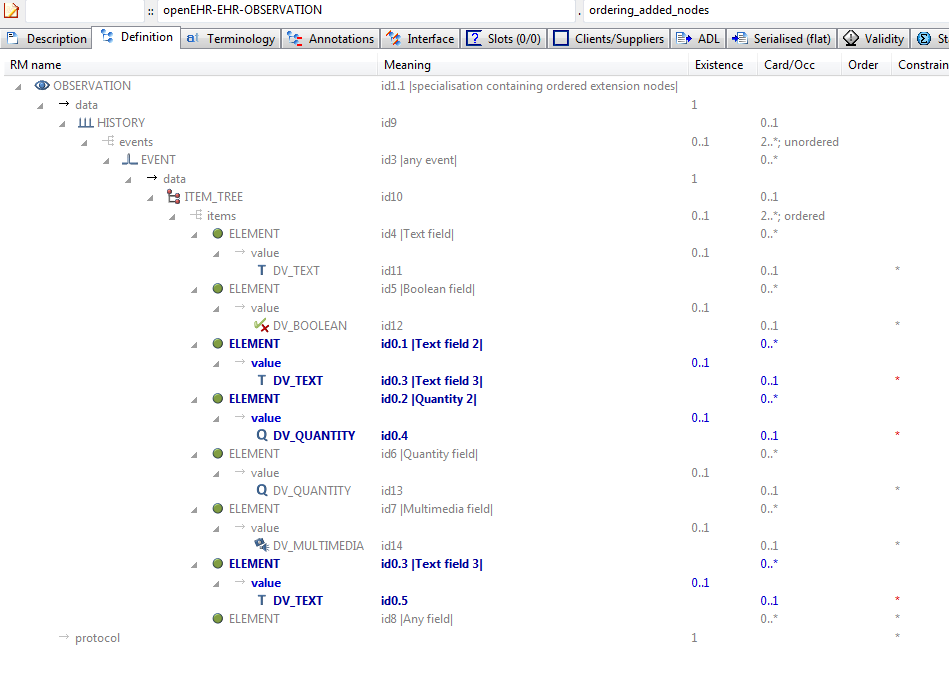 :: openEHR-EHR-OBSERVATION . ordering_added_nodes
Description Definition a† Terminology Annotations Interface ? Slots (0/0) Clients/Suppliers ADL Serialised (flat) Validity St
RM name Meaning Existence Card/Occ Order Constrain
OBSERVATION id1.1 |specialisation containing ordered extension nodes|
data 1
HISTORY id9 0..1
events 0..1 2..*; unordered
EVENT id3 |any event| 0..*
data 1
ITEM_TREE id10 0..1
items 0..1 2..*; ordered
ELEMENT id4 |Text field| 0..*
value 0..1
T DV_TEXT id11 0..1 *
ELEMENT id5 |Boolean field| 0..*
value 0..1
DV_BOOLEAN id12 0..1 *
ELEMENT id0.1 |Text field 2| 0..*
value 0..1
T DV_TEXT id0.3 |Text field 3| 0..1 *
ELEMENT id0.2 |Quantity 2| 0..*
value 0..1
Q DV_QUANTITY id0.4 0..1 *
ELEMENT id6 |Quantity field| 0..*
value 0..1
Q DV_QUANTITY id13 0..1 *
ELEMENT id7 |Multimedia field| 0..*
value 0..1
DV_MULTIMEDIA id14 0..1 *
ELEMENT id0.3 |Text field 3| 0..*
value 0..1
T DV_TEXT id0.5 0..1 *
ELEMENT id8 |Any field| 0..* *
protocol 1 *